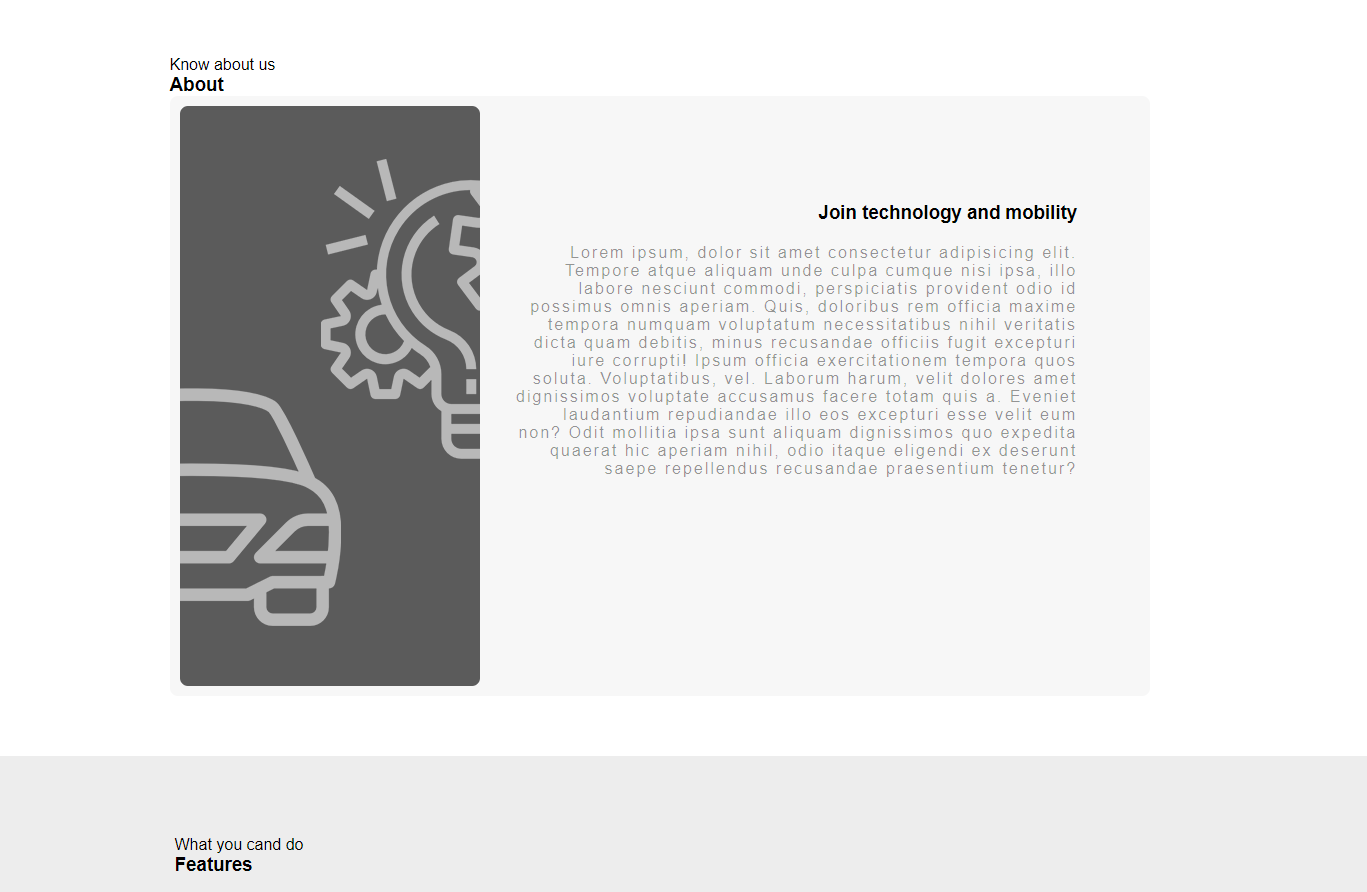 Know about us
About
Join technology and mobility
Lorem ipsum, dolor sit amet consectetur adipisicing elit.
Tempore atque aliquam unde culpa cumque nisi ipsa, illo
labore nesciunt commodi, perspiciatis provident odio id
possimus omnis aperiam. Quis, doloribus rem officia maxime
tempora numquam voluptatum necessitatibus nihil veritatis
dicta quam debitis, minus recusandae officiis fugit excepturi
iure corrupti! Ipsum officia exercitationem tempora quos
soluta. Voluptatibus, vel. Laborum harum, velit dolores amet
dignissimos voluptate accusamus facere totam quis a. Eveniet
laudantium repudiandae illo eos excepturi esse velit eum
non? Odit mollitia ipsa sunt aliquam dignissimos quo expedita
quaerat hic aperiam nihil, odio itaque eligendi ex deserunt
saepe repellendus recusandae praesentium tenetur?
What you cand do
Features